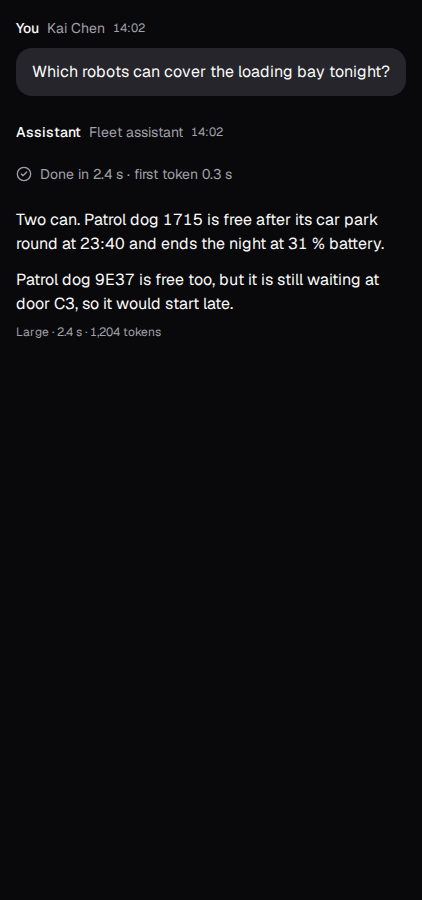 You Kai Chen 14:02
Which robots can cover the loading bay tonight?
Assistant Fleet assistant 14:02
Done in 2.4 s · first token 0.3 s
Two can. Patrol dog 1715 is free after its car park
round at 23:40 and ends the night at 31 % battery.
Patrol dog 9E37 is free too, but it is still waiting at
door C3, so it would start late.
Large · 2.4 s · 1,204 tokens